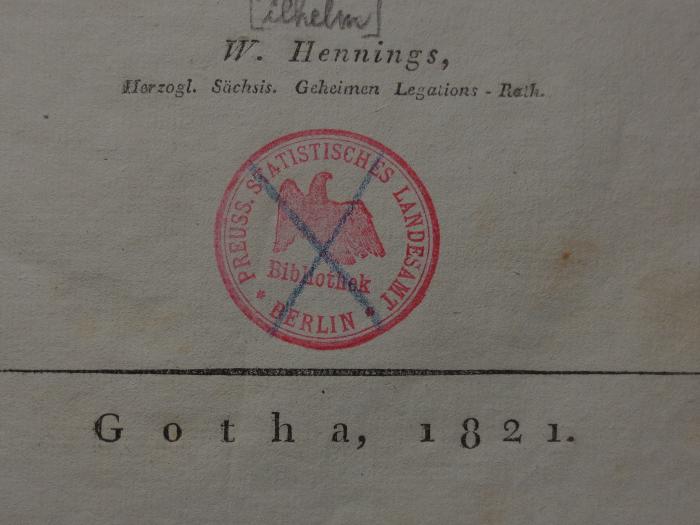 [ilhelm]
W. Hennings,
Herzogl. Sächsis. Geheimen Legations - Rath.
PREUSS. STATISTISCHES LANDESAMT
Bibliothek
* BERLIN *
Gotha, 1821.